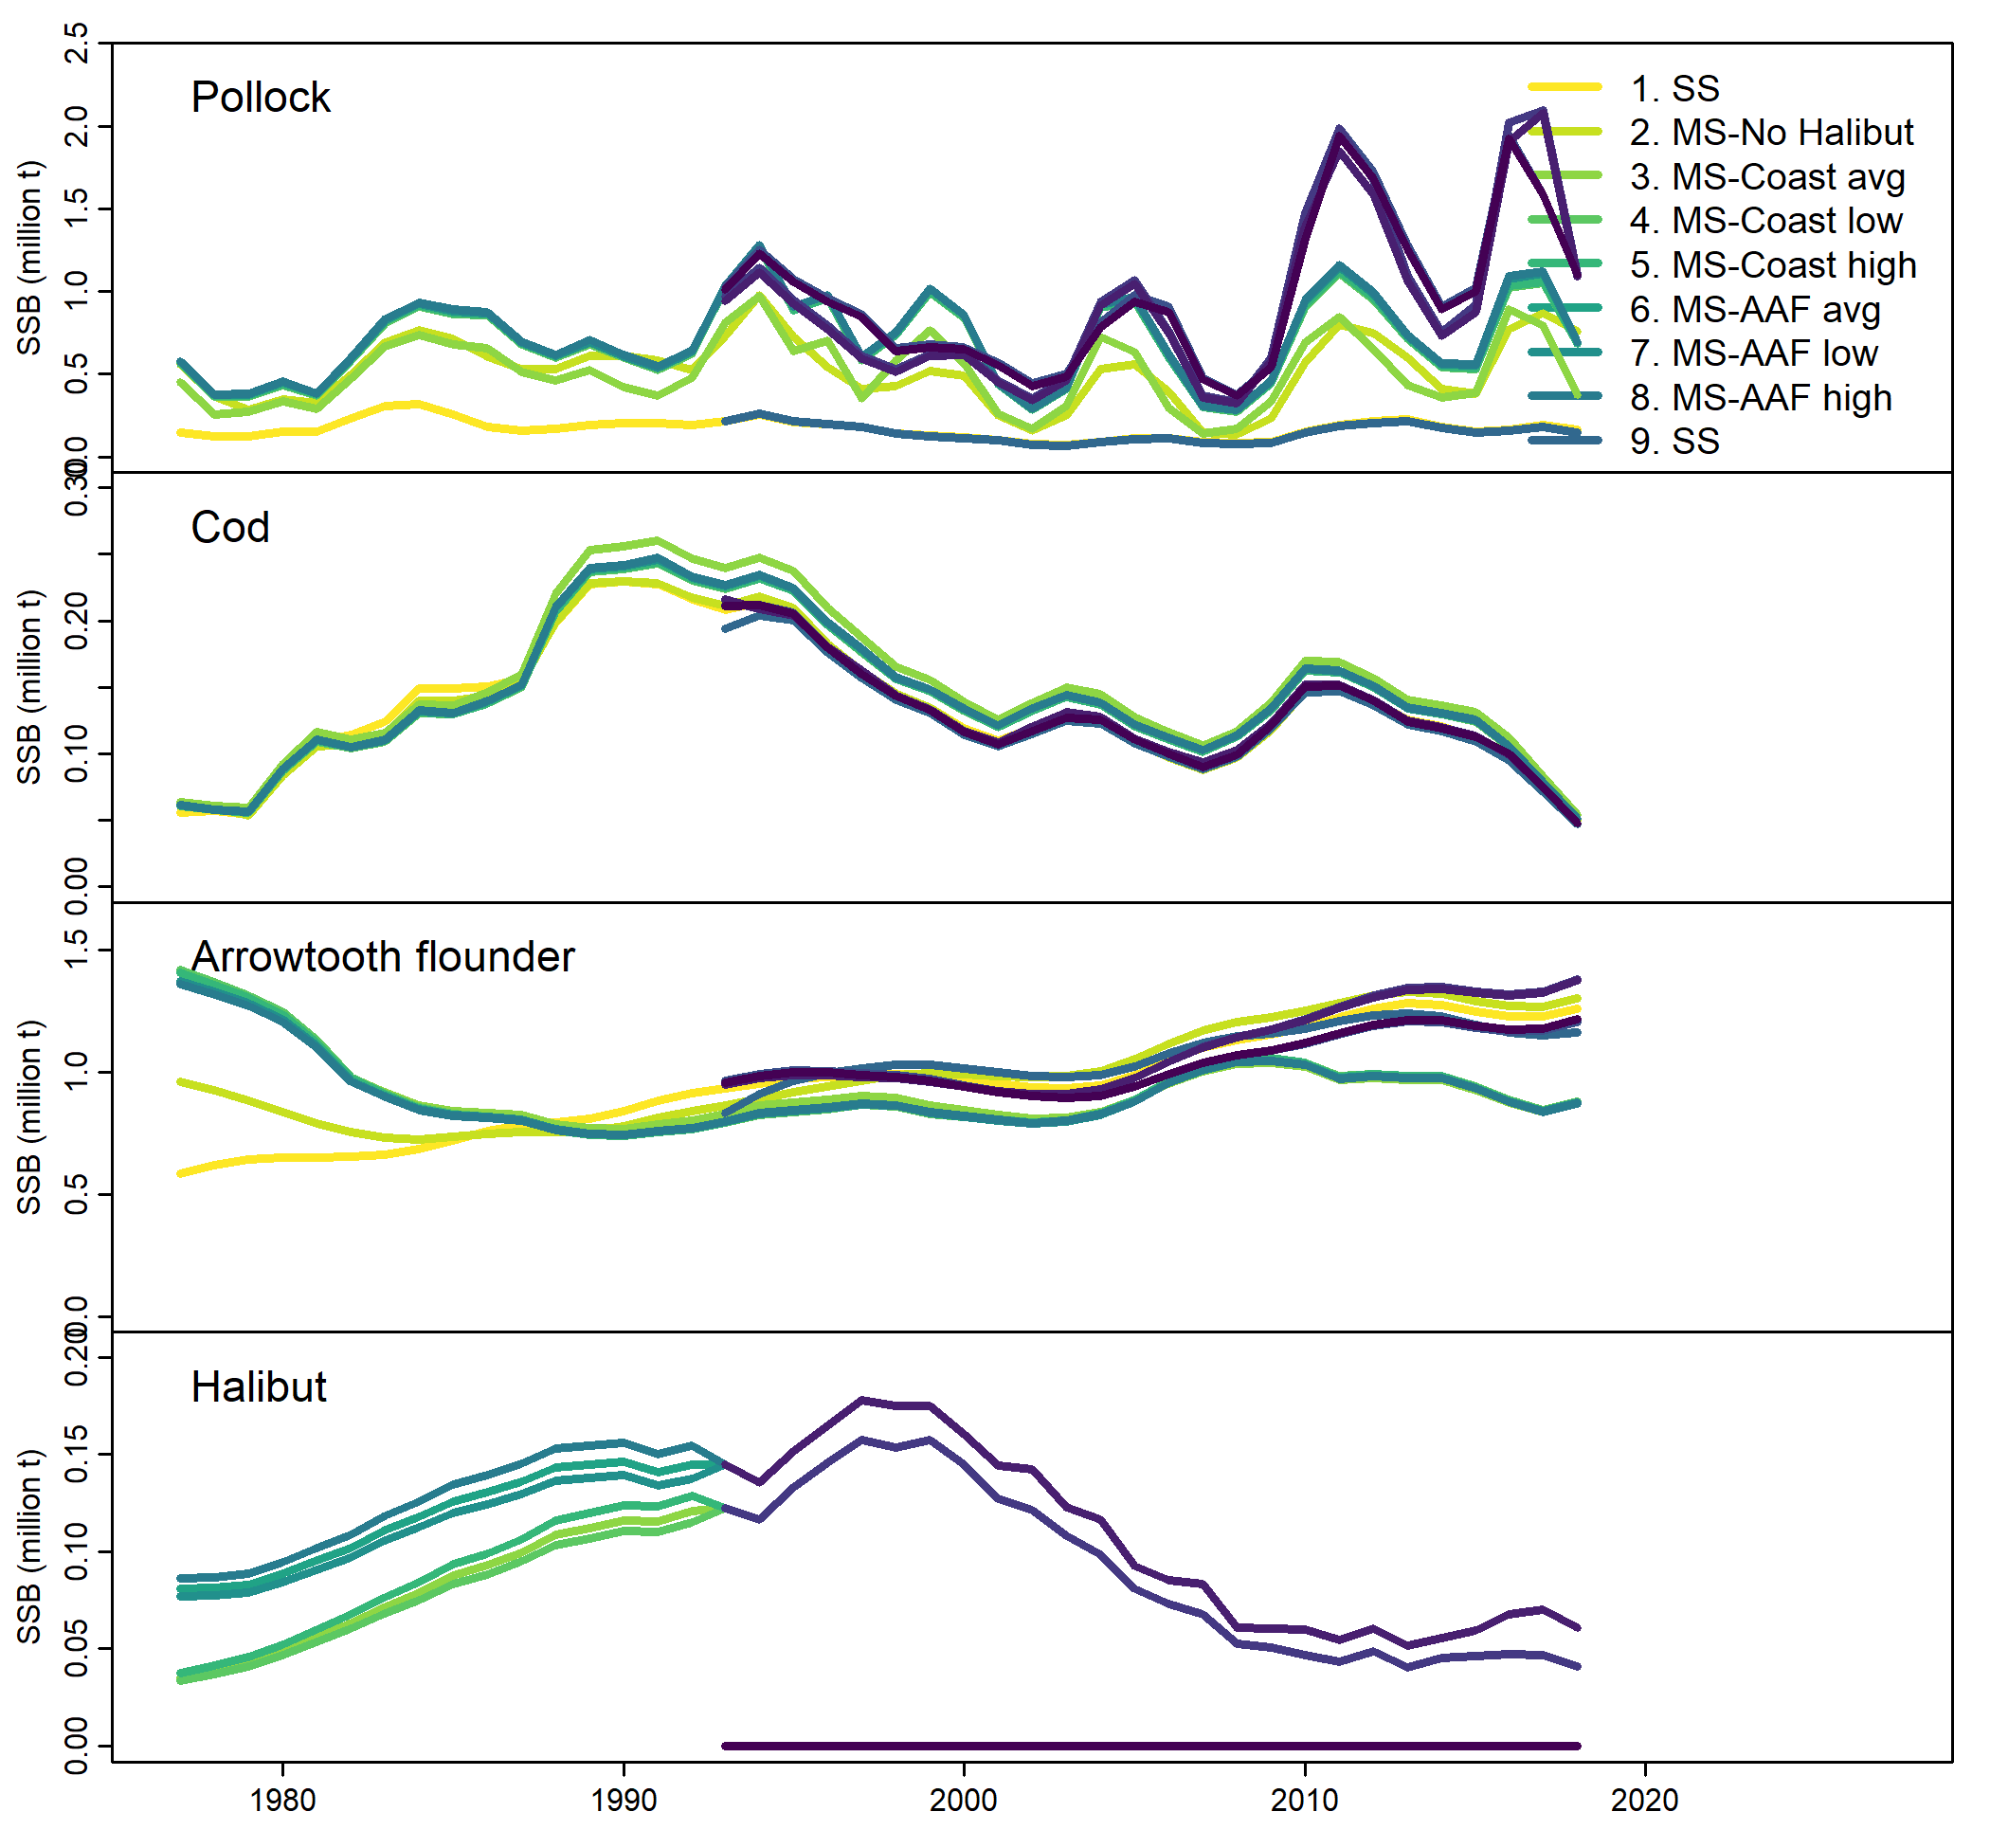 Pollock
SSB (million t)
0.0 0.5 1.0 1.5 2.0 2.5
1. SS
2. MS-No Halibut
3. MS-Coast avg
4. MS-Coast low
5. MS-Coast high
6. MS-AAF avg
7. MS-AAF low
8. MS-AAF high
9. SS
Cod
SSB (million t)
0.00 0.10 0.20 0.30
Arrowtooth flounder
SSB (million t)
0.0 0.5 1.0 1.5
Halibut
SSB (million t)
0.00 0.05 0.10 0.15 0.20
1980 1990 2000 2010 2020